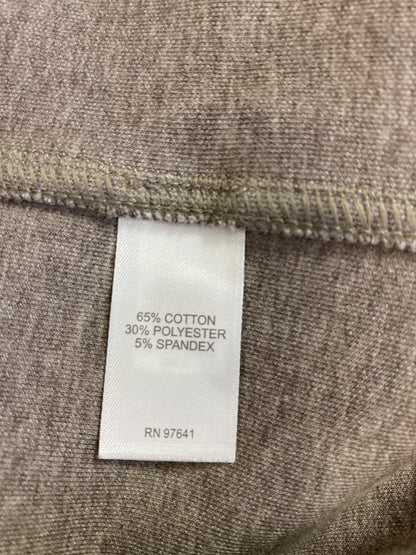 65% COTTON
30% POLYESTER
5% SPANDEX
RN 97641